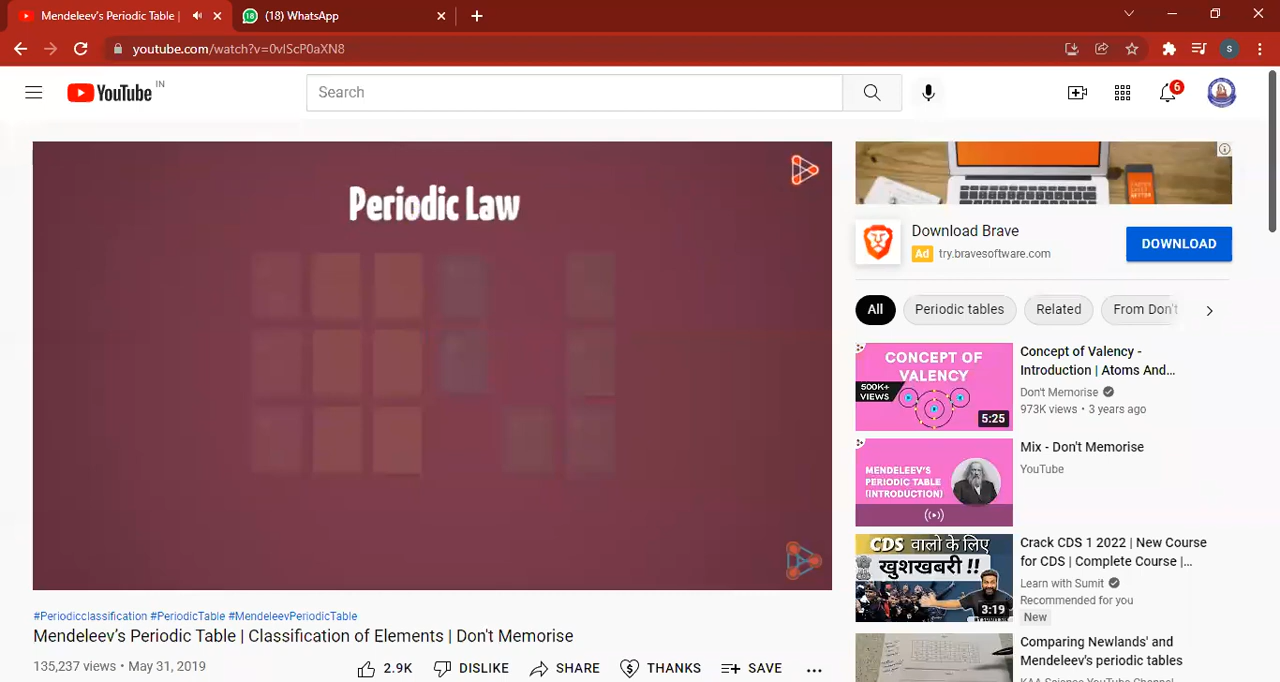 Mendeleev's Periodic Table |
(18) WhatsApp
youtube.com/watch?v=0vlScP0aXN8
S
YouTube IN
Search
6
Periodic Law
Download Brave
Ad try.bravesoftware.com
DOWNLOAD
All
Periodic tables
Related
From Don't
CONCEPT OF
VALENCY
500K+
VIEWS
5:25
Concept of Valency -
Introduction | Atoms And...
Don't Memorise
973K views • 3 years ago
MENDELEEV'S
PERIODIC TABLE
(INTRODUCTION)
Mix - Don't Memorise
YouTube
CDS वालो के लिए
खुशखबरी !!
3:19
Crack CDS 1 2022 | New Course
for CDS | Complete Course |...
Learn with Sumit
Recommended for you
New
Comparing Newlands' and
Mendeleev's periodic tables
KAA Science YouTube Channel
#Periodicclassification #PeriodicTable #MendeleevPeriodicTable
Mendeleev's Periodic Table | Classification of Elements | Don't Memorise
135,237 views • May 31, 2019
2.9K
DISLIKE
SHARE
THANKS
SAVE